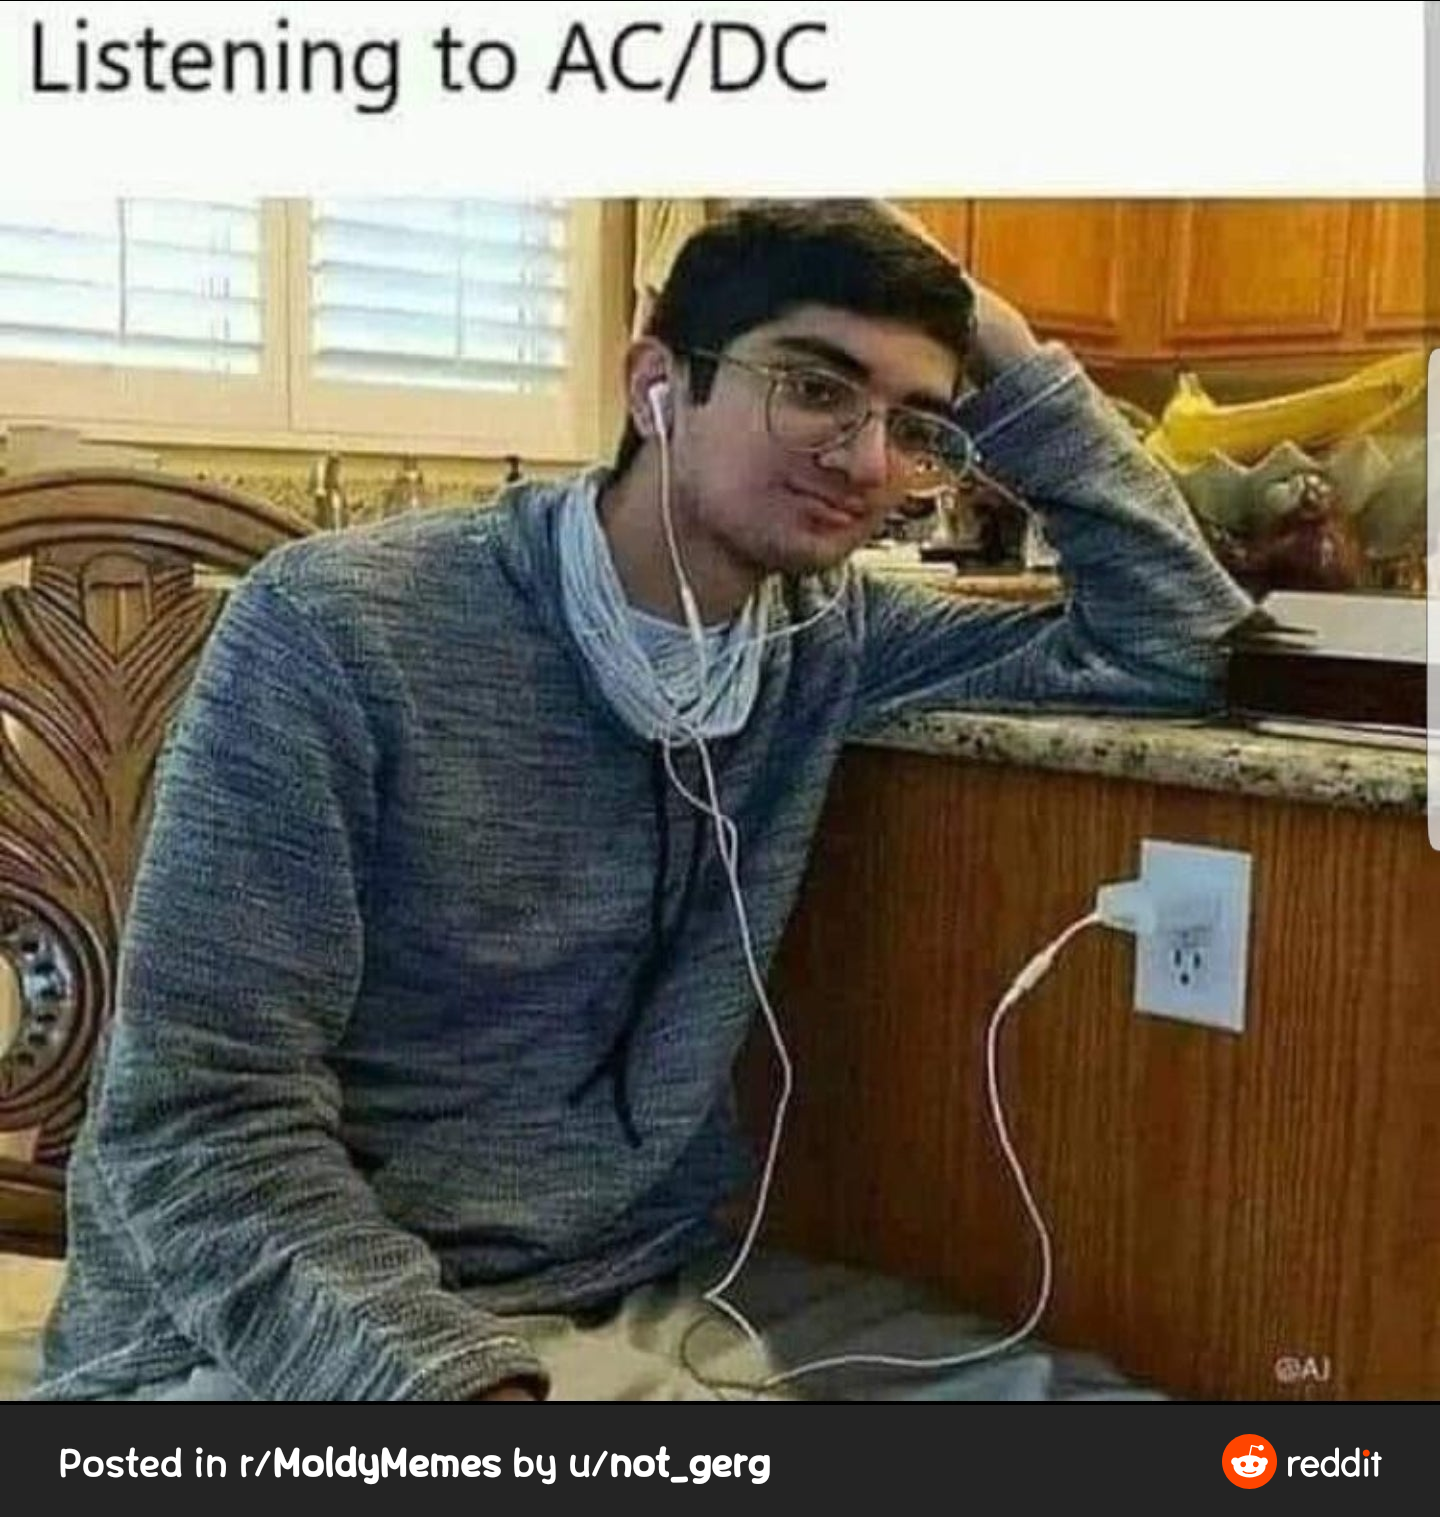 Listening to AC/DC
@AJ
Posted in r/MoldyMemes by u/not_gerg
reddit